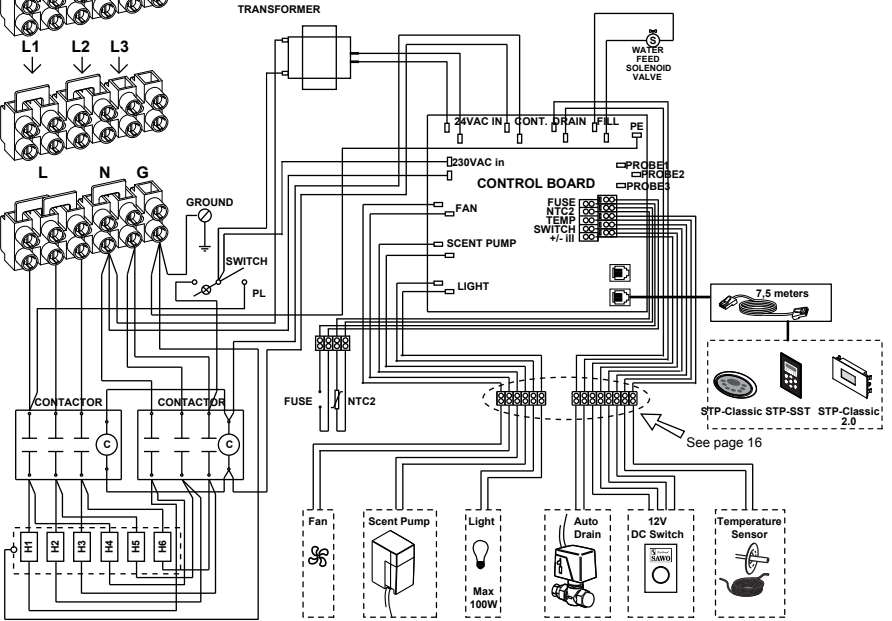 TRANSFORMER
L1 L2 L3
WATER
FEED
SOLENOID
VALVE
S
24VAC IN CONT. DRAIN FILL
PE
230VAC in
PROBE1
PROBE2
PROBE3
CONTROL BOARD
L N G
GROUND
FAN
FUSE
NTC2
TEMP
SWITCH
+/- III
SCENT PUMP
SWITCH
PL
LIGHT
7,5 meters
FUSE
NTC2
CONTACTOR
CONTACTOR
C
C
STP-Classic STP-SST STP-Classic
2.0
See page 16
H1 H2 H3 H4 H5 H6
Fan
Scent Pump
Light
Max
100W
Auto
Drain
12V
DC Switch
SAWO
Temperature
Sensor